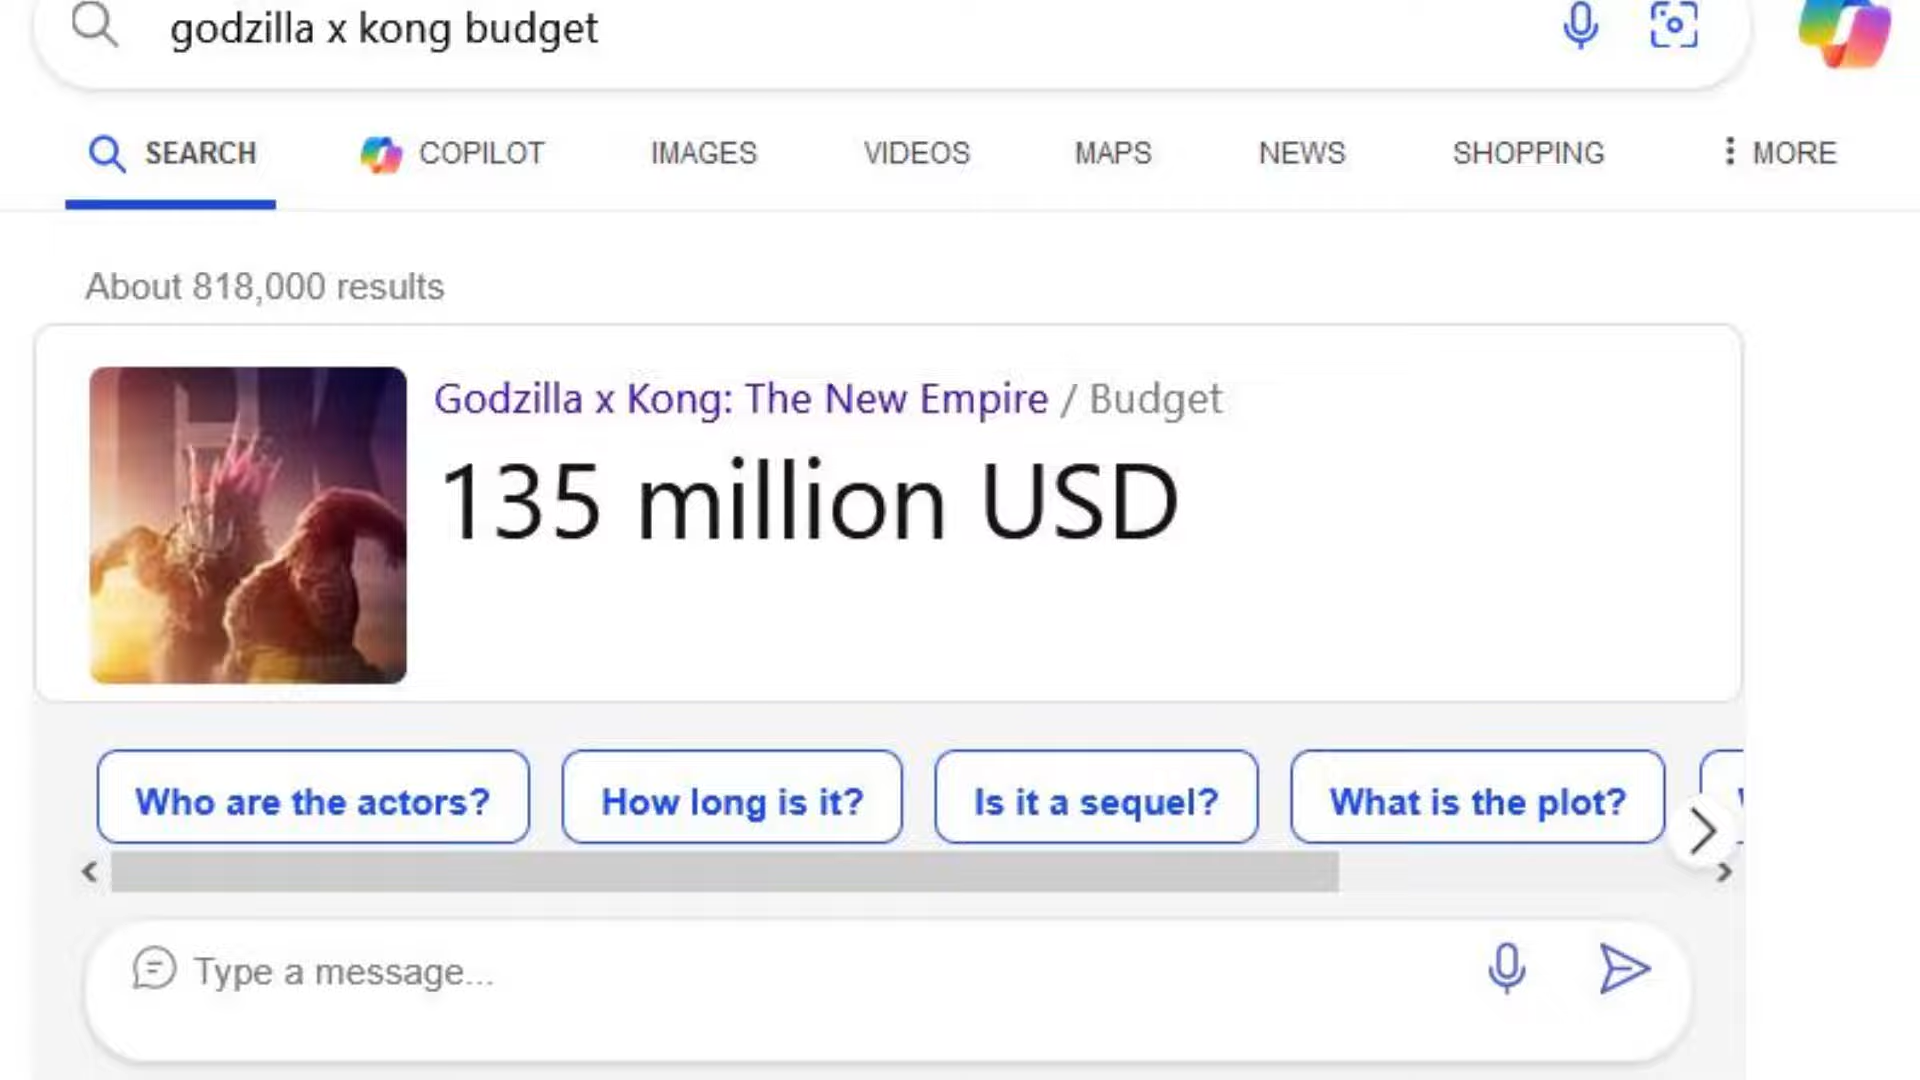 godzilla x kong budget
SEARCH COPILOT IMAGES VIDEOS MAPS NEWS SHOPPING MORE
About 818,000 results
Godzilla x Kong: The New Empire / Budget
135 million USD
Who are the actors? How long is it? Is it a sequel? What is the plot?
Type a message...